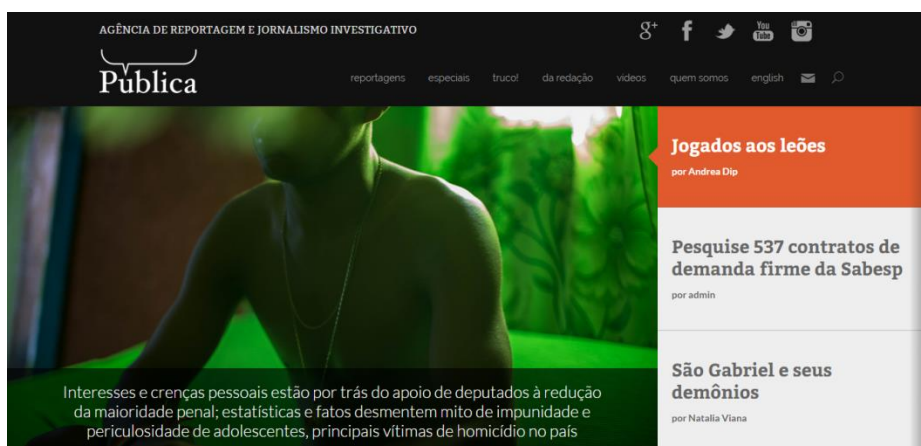 AGÊNCIA DE REPORTAGEM E JORNALISMO INVESTIGATIVO
g+ f You Tube
Pública
reportagens especiais truco! da redação videos quem somos english
Jogados aos leões
por Andrea Dip
Pesquise 537 contratos de
demanda firme da Sabesp
por admin
São Gabriel e seus
demônios
por Natalia Viana
Interesses e crenças pessoais estão por trás do apoio de deputados à redução
da maioridade penal; estatísticas e fatos desmentem mito de impunidade e
periculosidade de adolescentes, principais vítimas de homicídio no país